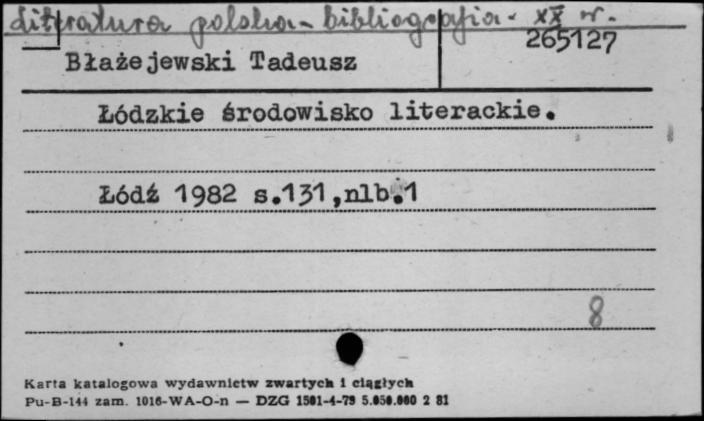 Literatura polska - bibliografia - XX w.
265127
Błażejewski Tadeusz
Łódzkie środowisko literackie.
Łódź 1982 s.131,nlb.1
8
Karta katalogowa wydawnictw zwartych i ciągłych
Pu-B-144 zam. 1016-WA-O-n — DZG 1501-4-79 5.050.000 2 81